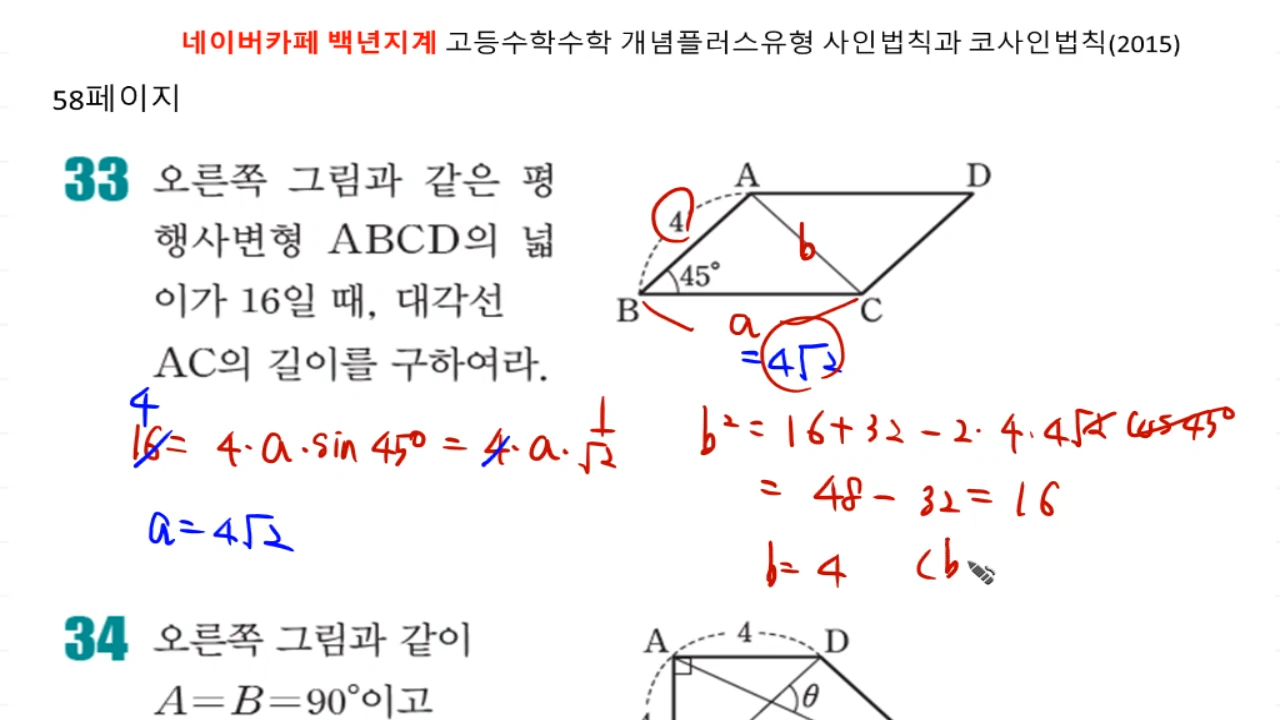 네이버카페 백년지계 고등수학수학 개념플러스유형 사인법칙과 코사인법칙(2015)
58페이지
33 오른쪽 그림과 같은 평
행사변형 ABCD의 넓
이가 16일 때, 대각선
AC의 길이를 구하여라.
A
D
4
b
45°
B
C
a
= 4√2
4
16 = 4·a·sin 45° = 4·a·1/√2
a = 4√2
b² = 16+32 - 2·4·4√2 cos 45°
= 48 - 32 = 16
b = 4 (b
34 오른쪽 그림과 같이
A=B=90°이고
A
4
D
θ